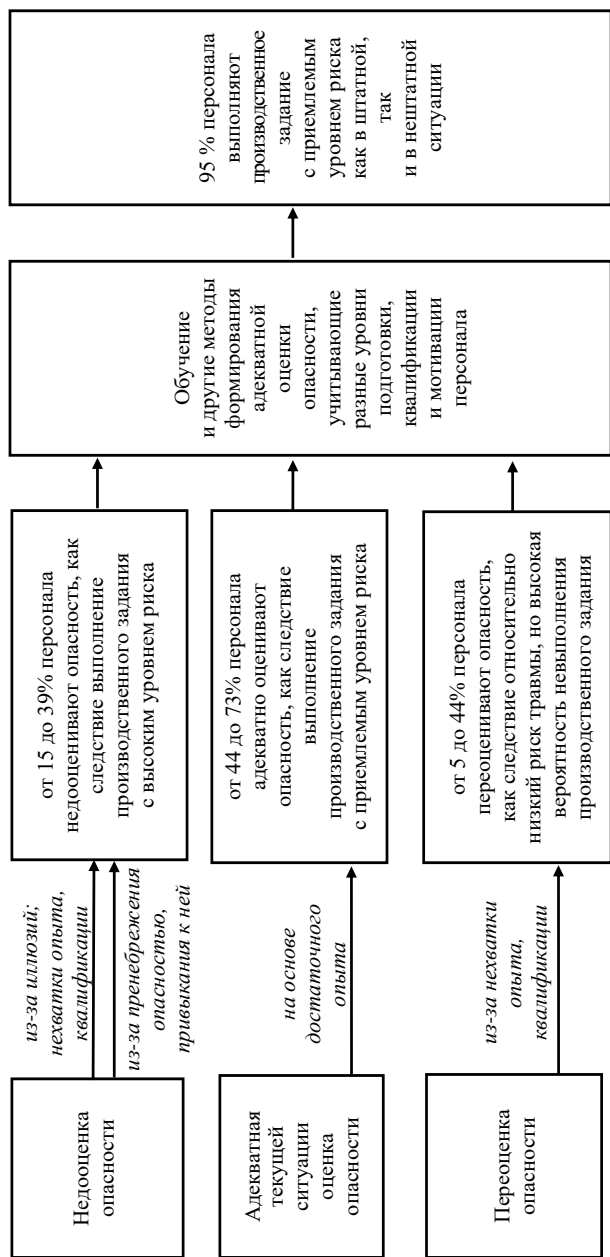 Недооценка
опасности
из-за иллюзий;
нехватки опыта,
квалификации
из-за пренебрежения
опасностью,
привыкания к ней
от 15 до 39% персонала
недооценивают опасность, как
следствие выполнение
производственного задания
с высоким уровнем риска
Адекватная
текущей
ситуации
оценка
опасности
на основе
достаточного
опыта
от 44 до 73% персонала
адекватно оценивают
опасность, как следствие
выполнение
производственного задания
с приемлемым уровнем риска
Переоценка
опасности
из-за нехватки
опыта,
квалификации
от 5 до 44% персонала
переоценивают опасность,
как следствие относительно
низкий риск травмы, но высокая
вероятность невыполнения
производственного задания
Обучение
и другие методы
формирования
адекватной
оценки
опасности,
учитывающие
разные уровни
подготовки,
квалификации
и мотивации
персонала
95 % персонала
выполняют
производственное
задание
с приемлемым
уровнем риска
как в штатной,
так
и в нештатной
ситуации